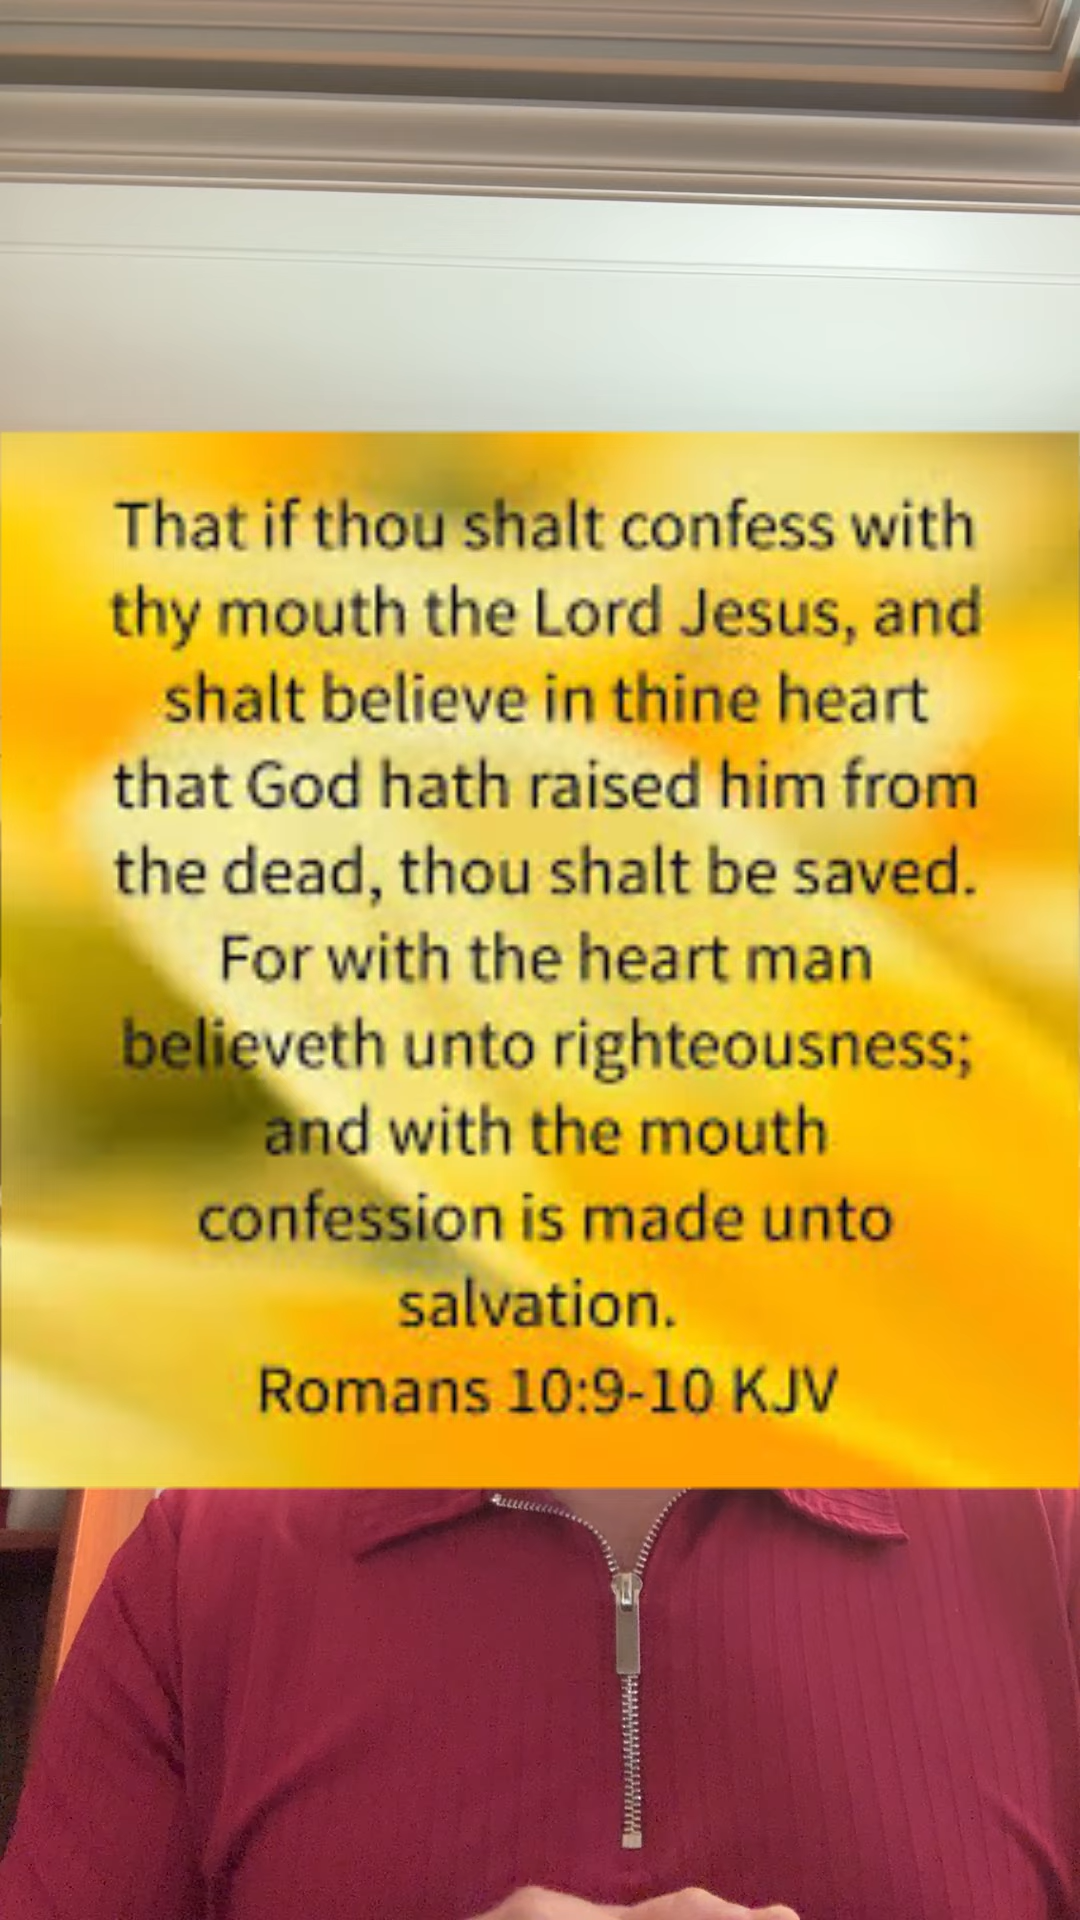 That if thou shalt confess with
thy mouth the Lord Jesus, and
shalt believe in thine heart
that God hath raised him from
the dead, thou shalt be saved.
For with the heart man
believeth unto righteousness;
and with the mouth
confession is made unto
salvation.
Romans 10:9-10 KJV